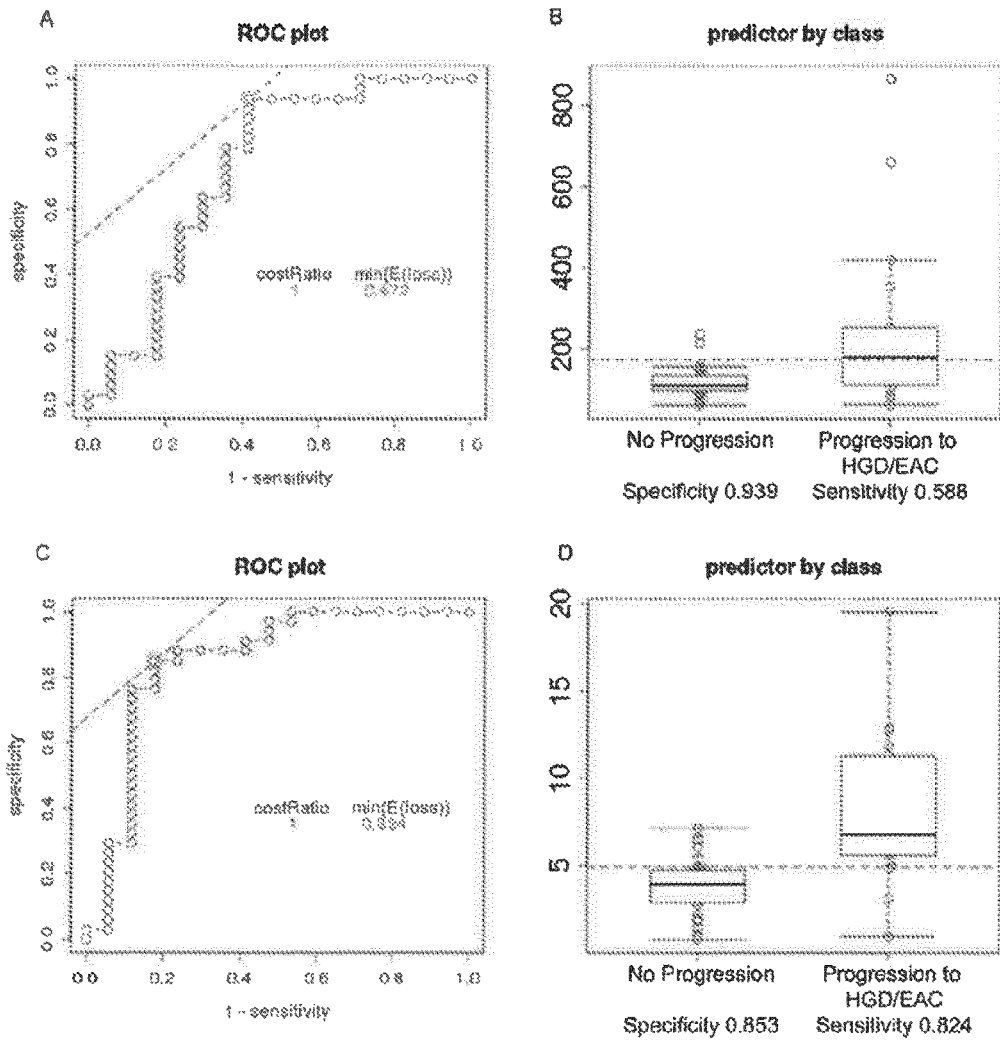 A
ROC plot
specificity
0.0
0.2
0.4
0.6
0.8
1.0
costRatio min(E(loss))
1 0.473
0.0 0.2 0.4 0.6 0.8 1.0
1 - sensitivity
B
predictor by class
800
600
400
200
No Progression
Progression to
HGD/EAC
Specificity 0.939
Sensitivity 0.588
C
ROC plot
specificity
0.0
0.2
0.4
0.6
0.8
1.0
costRatio min(E(loss))
1
0.0 0.2 0.4 0.6 0.8 1.0
1 - sensitivity
D
predictor by class
20
15
10
5
No Progression
Progression to
HGD/EAC
Specificity 0.853
Sensitivity 0.824